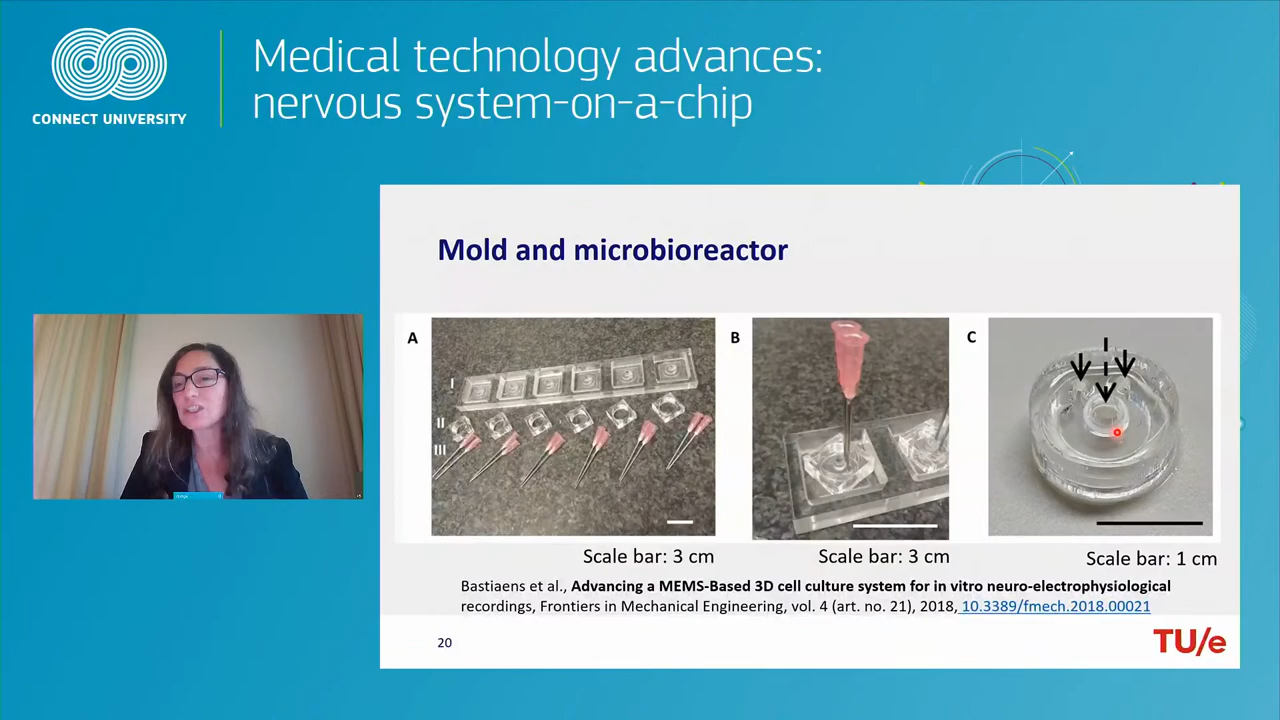 CONNECT UNIVERSITY
Medical technology advances:
nervous system-on-a-chip
Mold and microbioreactor
A
B
C
I
II
III
Scale bar: 3 cm
Scale bar: 3 cm
Scale bar: 1 cm
Bastiaens et al., Advancing a MEMS-Based 3D cell culture system for in vitro neuro-electrophysiological
recordings, Frontiers in Mechanical Engineering, vol. 4 (art. no. 21), 2018, 10.3389/fmech.2018.00021
20
TU/e